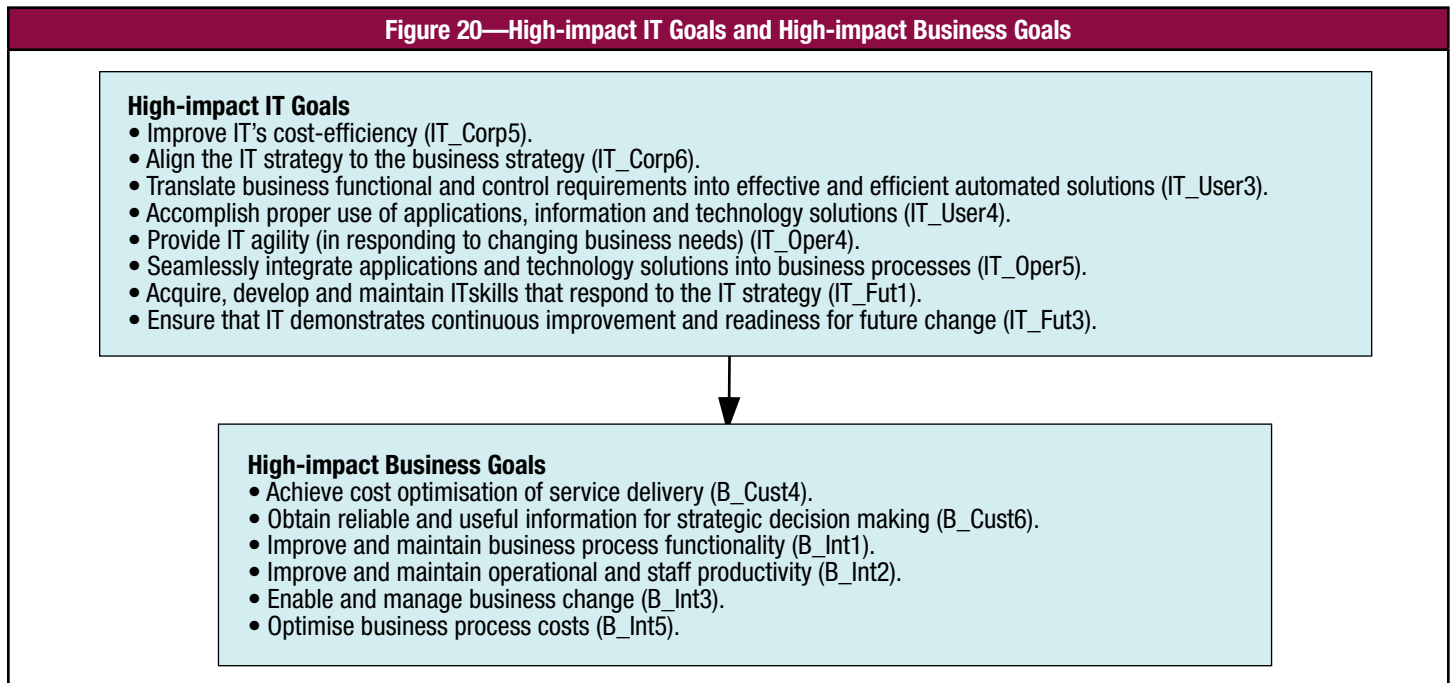 Figure 20—High-impact IT Goals and High-impact Business Goals
High-impact IT Goals
• Improve IT's cost-efficiency (IT_Corp5).
• Align the IT strategy to the business strategy (IT_Corp6).
• Translate business functional and control requirements into effective and efficient automated solutions (IT_User3).
• Accomplish proper use of applications, information and technology solutions (IT_User4).
• Provide IT agility (in responding to changing business needs) (IT_Oper4).
• Seamlessly integrate applications and technology solutions into business processes (IT_Oper5).
• Acquire, develop and maintain ITskills that respond to the IT strategy (IT_Fut1).
• Ensure that IT demonstrates continuous improvement and readiness for future change (IT_Fut3).
High-impact Business Goals
• Achieve cost optimisation of service delivery (B_Cust4).
• Obtain reliable and useful information for strategic decision making (B_Cust6).
• Improve and maintain business process functionality (B_Int1).
• Improve and maintain operational and staff productivity (B_Int2).
• Enable and manage business change (B_Int3).
• Optimise business process costs (B_Int5).